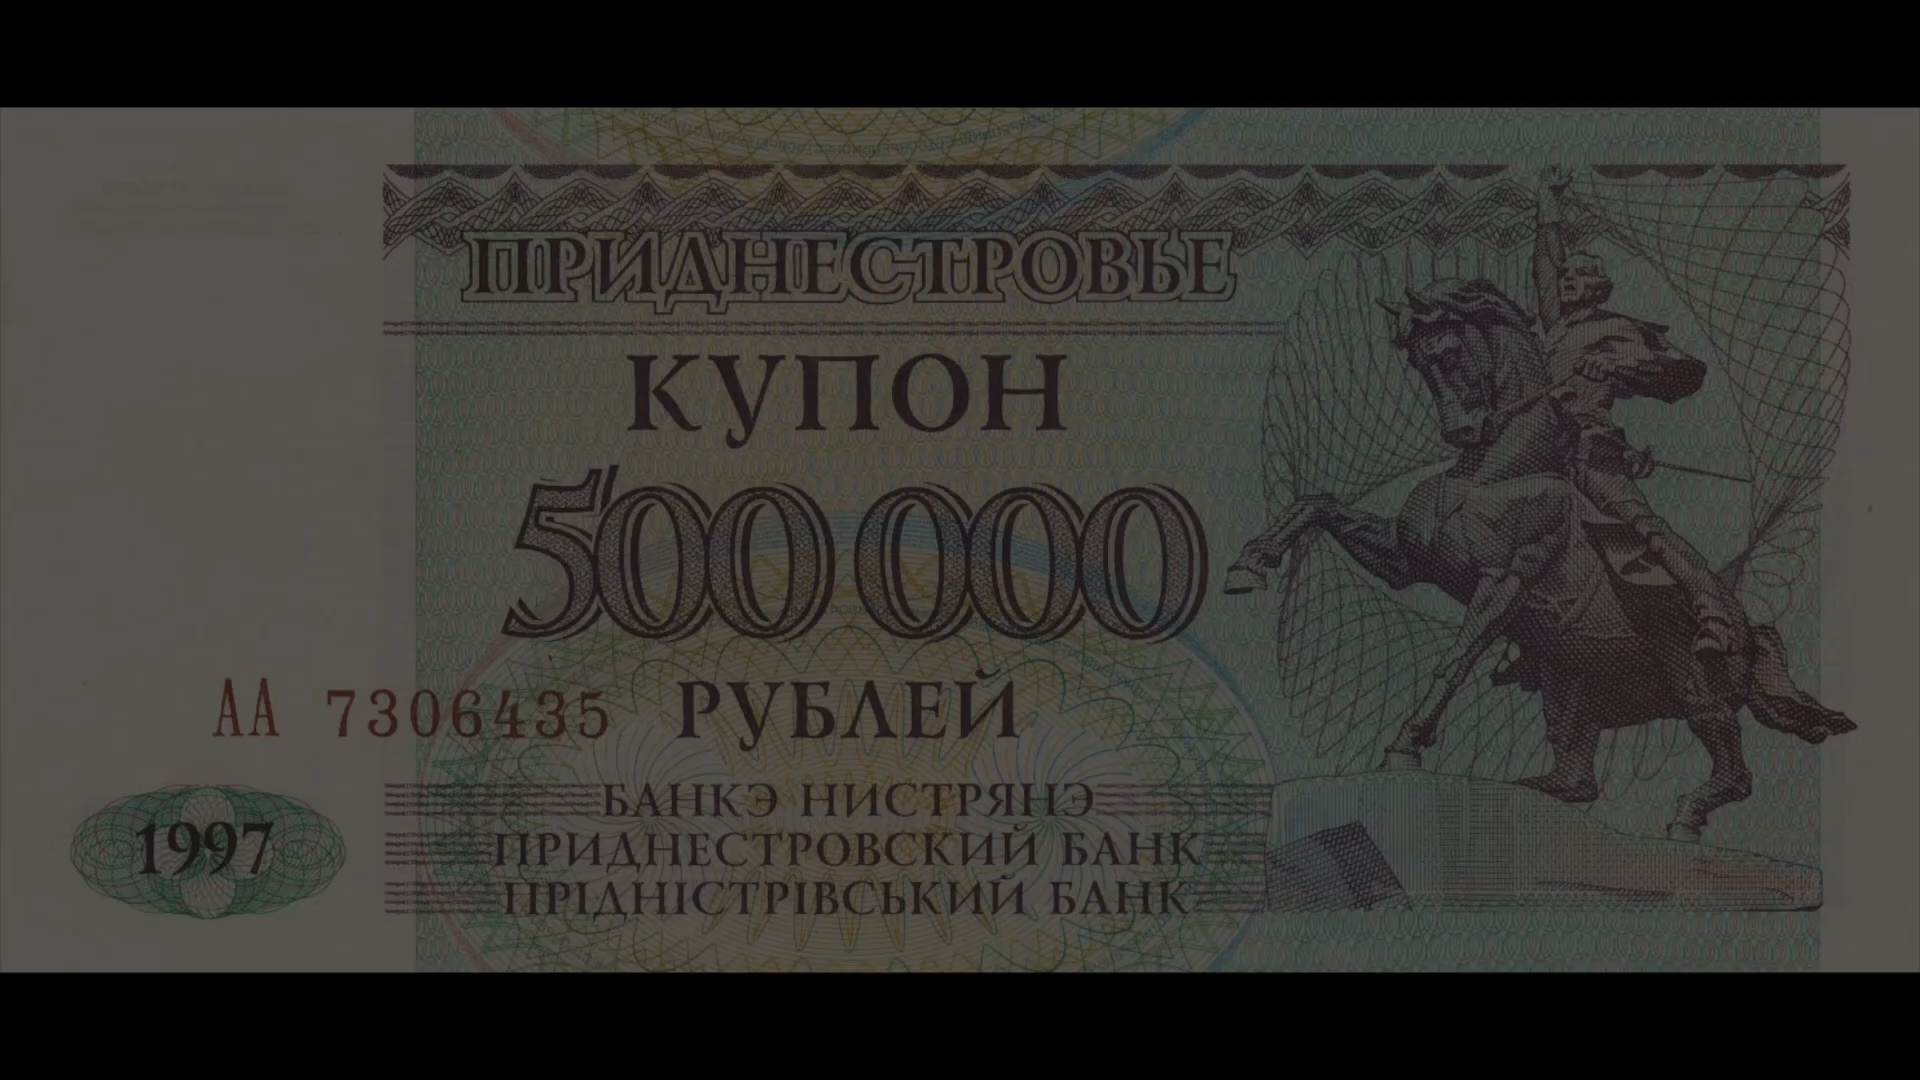 ПРИДНЕСТРОВЬЕ
КУПОН
500 000
АА 7306435 РУБЛЕЙ
БАНКЭ НИСТРЯНЭ
1997
ПРИДНЕСТРОВСКИЙ БАНК
ПРІДНІСТРІВСЬКИЙ БАНК